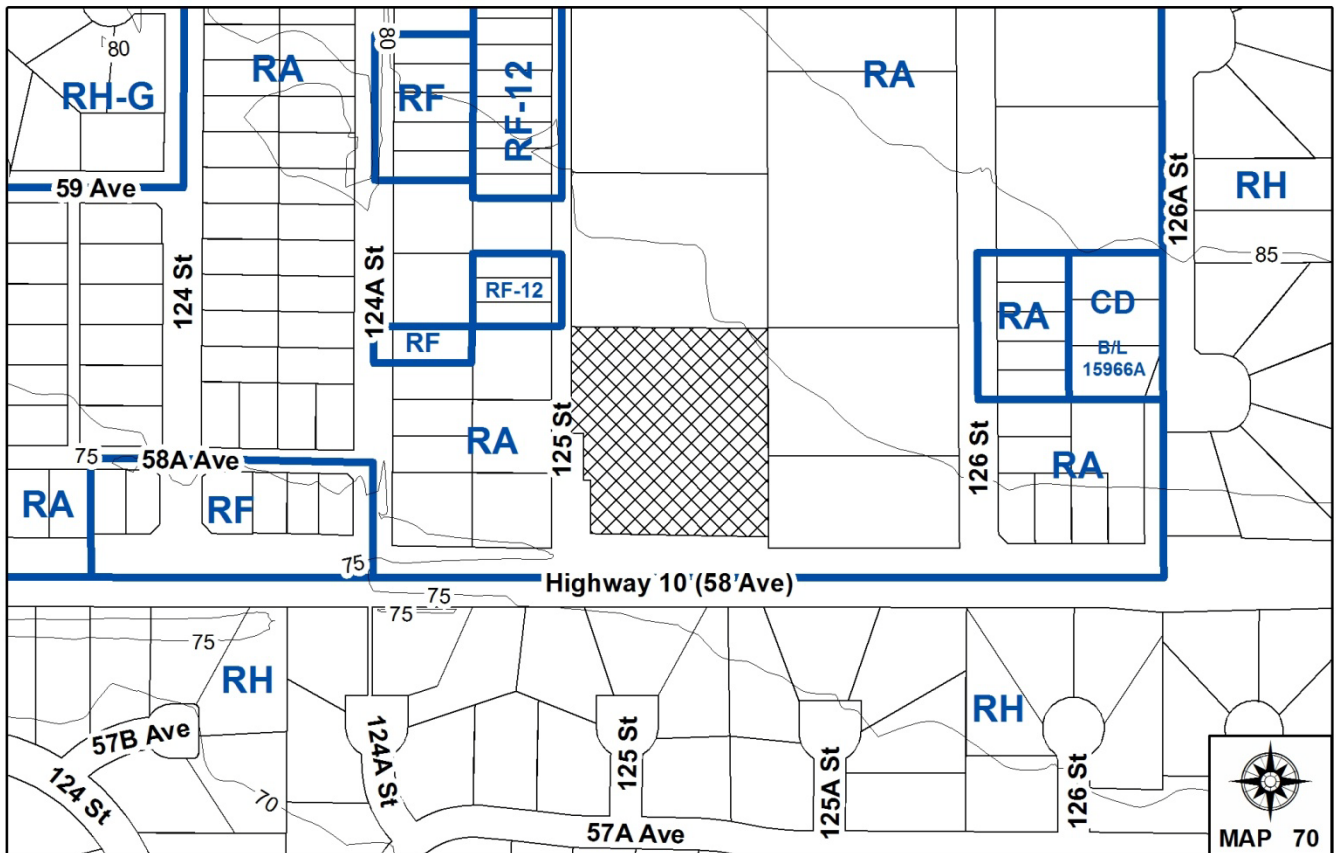 80
80
RH-G
RA
RF
RF-12
RA
59 Ave
126A St
RH
124 St
124A St
85
RF-12
RA
CD
RF
B/L
15966A
125 St
RA
126 St
RA
75
58A Ave
RA
RF
75
Highway 10 (58 Ave)
75
75
75
RH
RH
57B Ave
124 St
70
124A St
125 St
125A St
126 St
57A Ave
MAP 70